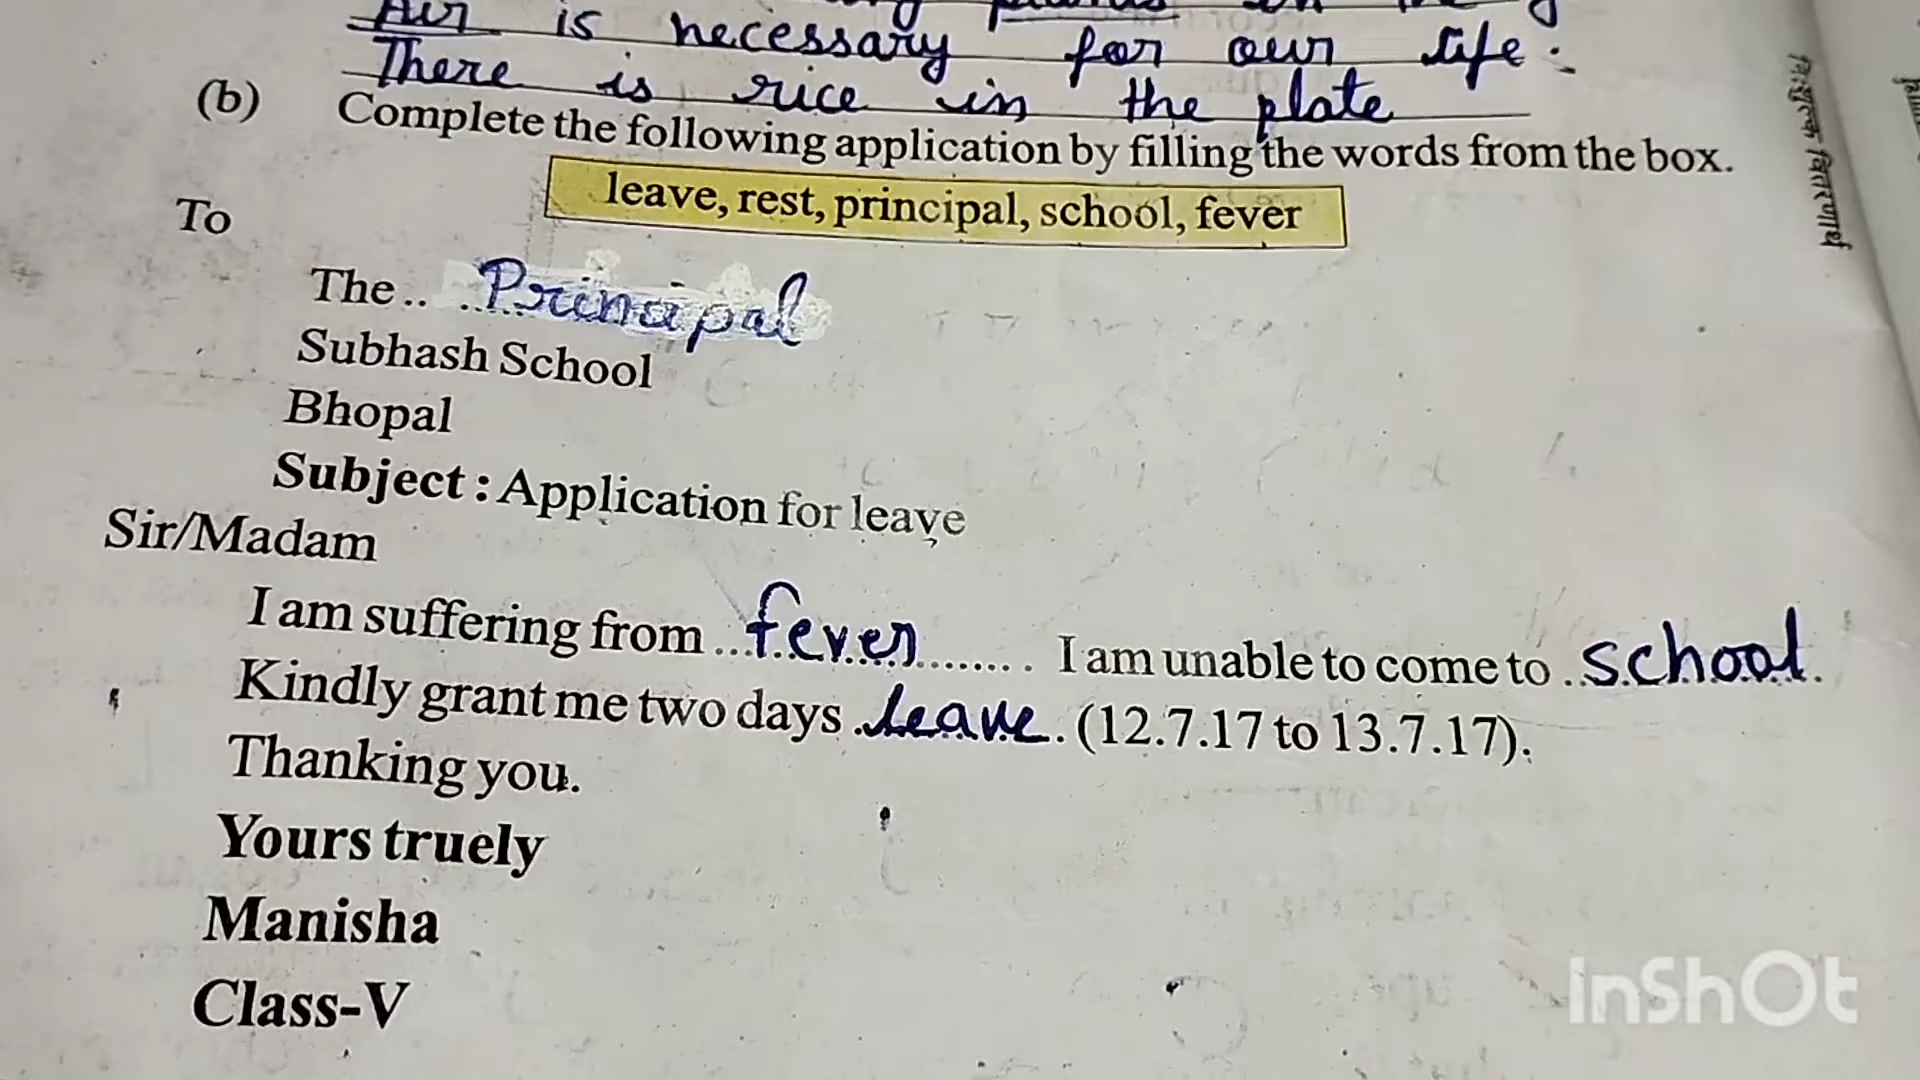 Air is necessary for our life.
There is rice in the plate
(b) Complete the following application by filling the words from the box.
leave, rest, principal, school, fever
To
The .. Principal
Subhash School
Bhopal
Subject : Application for leave
Sir/Madam
I am suffering from ...fever......... I am unable to come to ..school.
Kindly grant me two days .leave. (12.7.17 to 13.7.17).
Thanking you.
Yours truely
Manisha
Class-V
InShOt